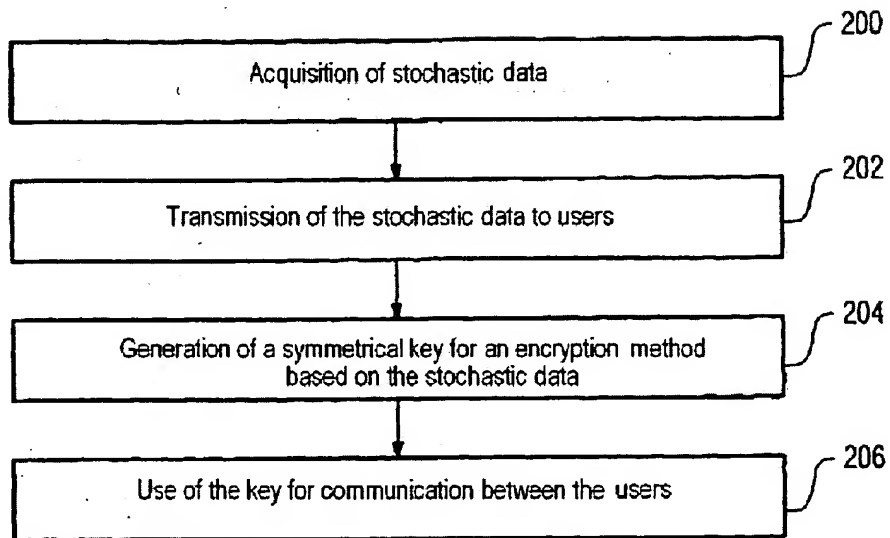 200
Acquisition of stochastic data
202
Transmission of the stochastic data to users
204
Generation of a symmetrical key for an encryption method
based on the stochastic data
206
Use of the key for communication between the users